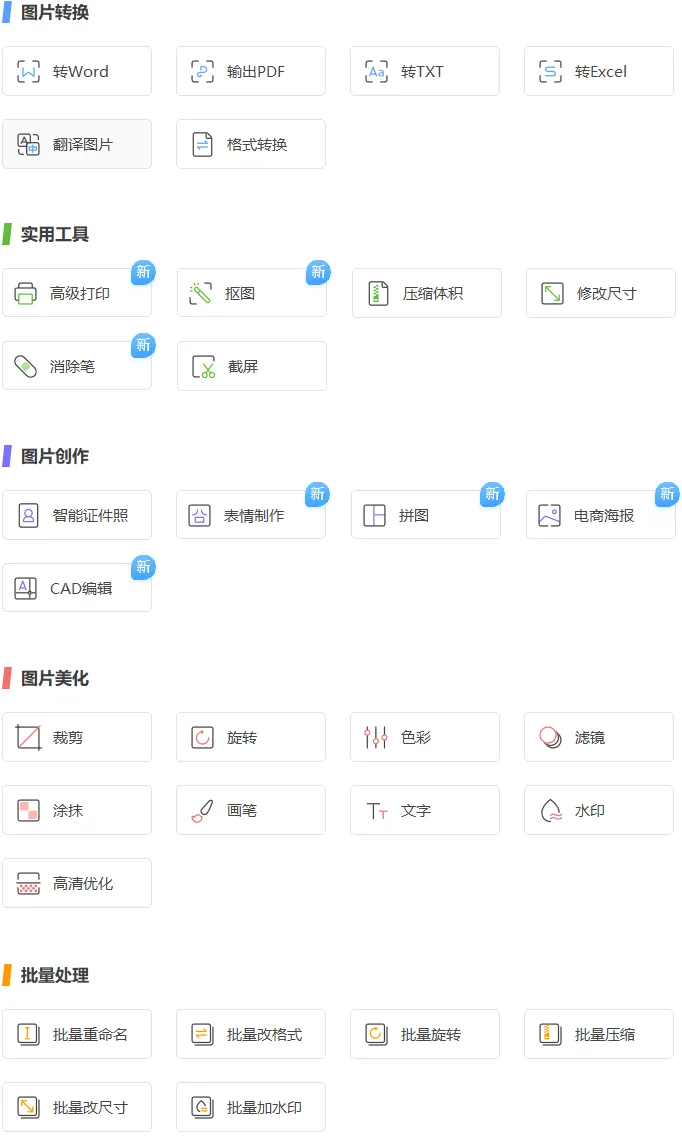 图片转换
转Word 输出PDF 转TXT 转Excel
翻译图片 格式转换
实用工具
高级打印 新 抠图 新 压缩体积 修改尺寸
消除笔 新 截屏
图片创作
智能证件照 表情制作 新 拼图 新 电商海报 新
CAD编辑 新
图片美化
裁剪 旋转 色彩 滤镜
涂抹 画笔 文字 水印
高清优化
批量处理
批量重命名 批量改格式 批量旋转 批量压缩
批量改尺寸 批量加水印